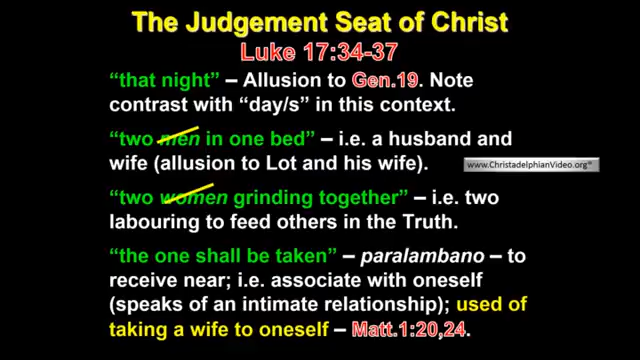 The Judgement Seat of Christ
Luke 17:34-37
“that night” – Allusion to Gen.19. Note
contrast with “day/s” in this context.
“two men in one bed” – i.e. a husband and
wife (allusion to Lot and his wife).
www.ChristadelphianVideo.org™
“two women grinding together” – i.e. two
labouring to feed others in the Truth.
“the one shall be taken” – paralambano – to
receive near; i.e. associate with oneself
(speaks of an intimate relationship); used of
taking a wife to oneself – Matt.1:20,24.